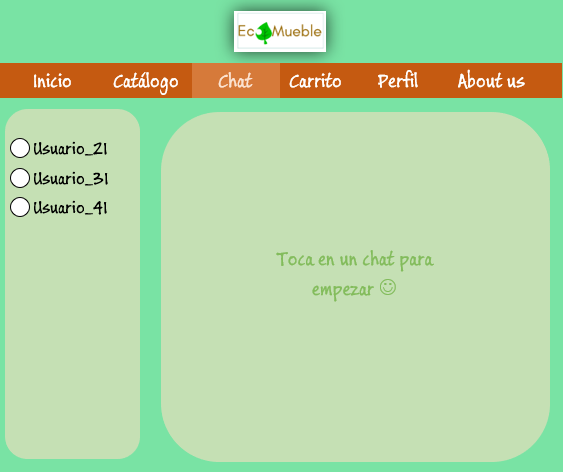 Eco Mueble
Inicio Catálogo Chat Carrito Perfil About us
Usuario_21
Usuario_31
Usuario_41
Toca en un chat para
empezar ☺